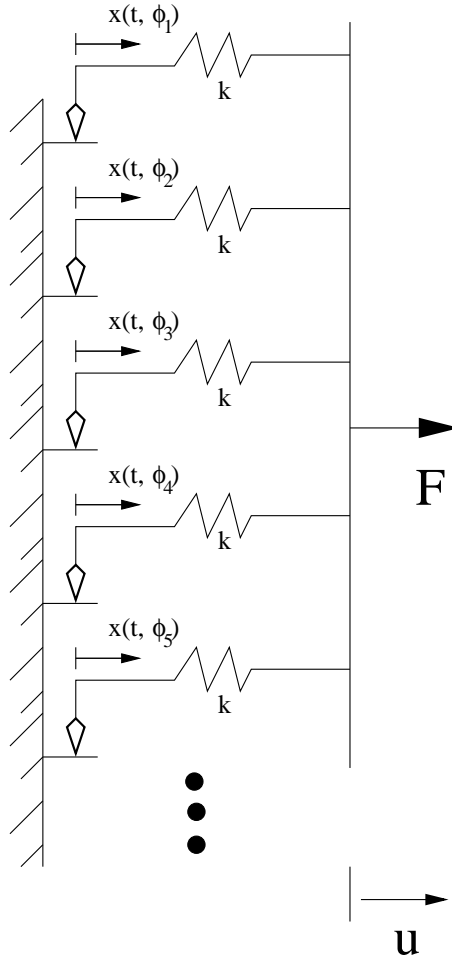 x(t, ϕ1)
k
x(t, ϕ2)
k
x(t, ϕ3)
k
F
x(t, ϕ4)
k
x(t, ϕ5)
k
u